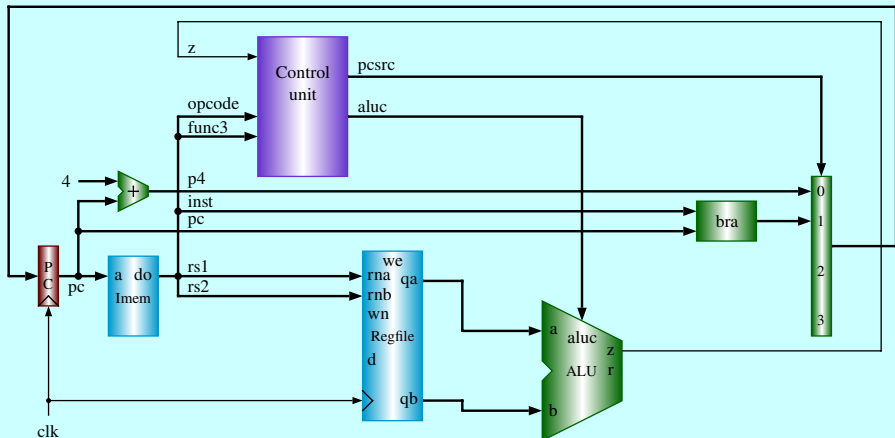 z
Control
unit
pcsrc
aluc
opcode
func3
4
+
p4
0
inst
bra
1
pc
P
C
pc
a do
Imem
rs1
rs2
we
rna
qa
rnb
wn
Regfile
d
qb
2
3
a
aluc
z
ALU
r
b
clk